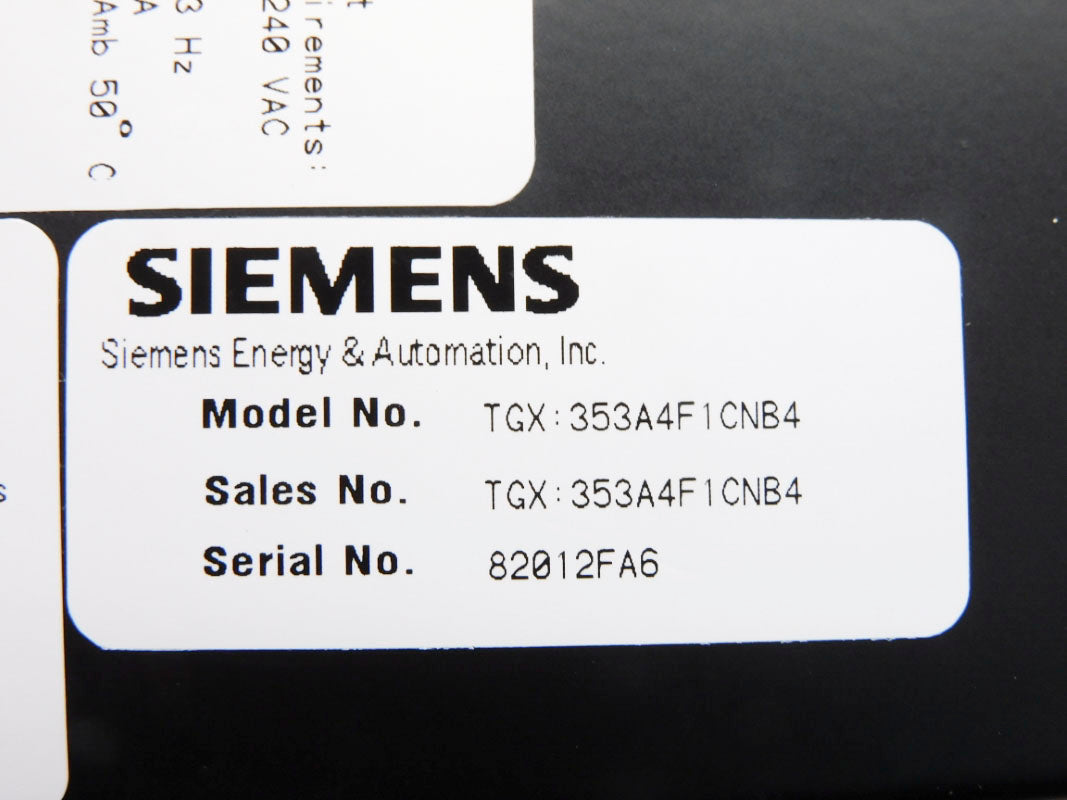 irements:
240 VAC
3 Hz
A
Amb 50° C
SIEMENS
Siemens Energy & Automation, Inc.
Model No. TGX:353A4F1CNB4
Sales No. TGX:353A4F1CNB4
Serial No. 82012FA6
s